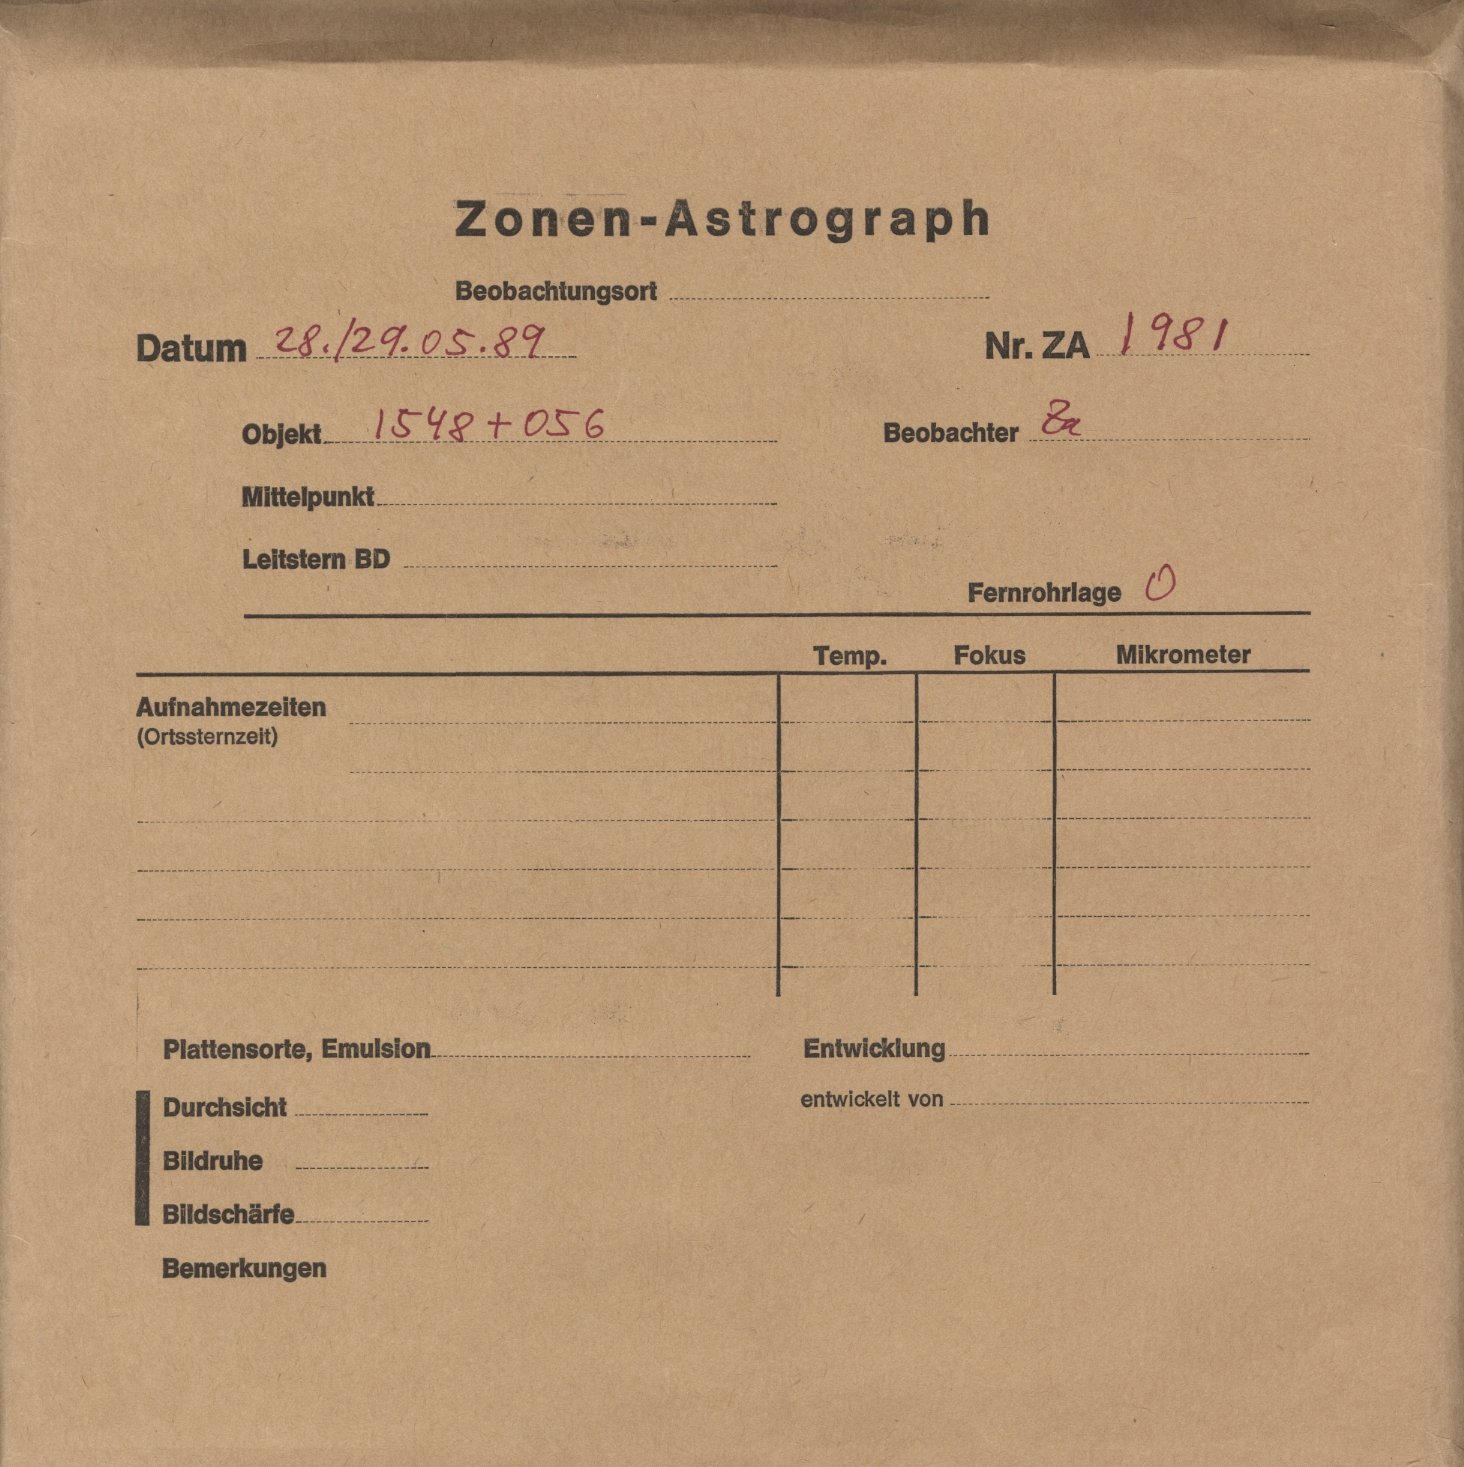 Zonen-Astrograph
Beobachtungsort
Datum 28./29.05.89 Nr. ZA 1981
Objekt 1548+056 Beobachter Za
Mittelpunkt
Leitstern BD
Fernrohrlage O
Temp. Fokus Mikrometer
Aufnahmezeiten
(Ortssternzeit)
Plattensorte, Emulsion Entwicklung
Durchsicht entwickelt von
Bildruhe
Bildschärfe
Bemerkungen